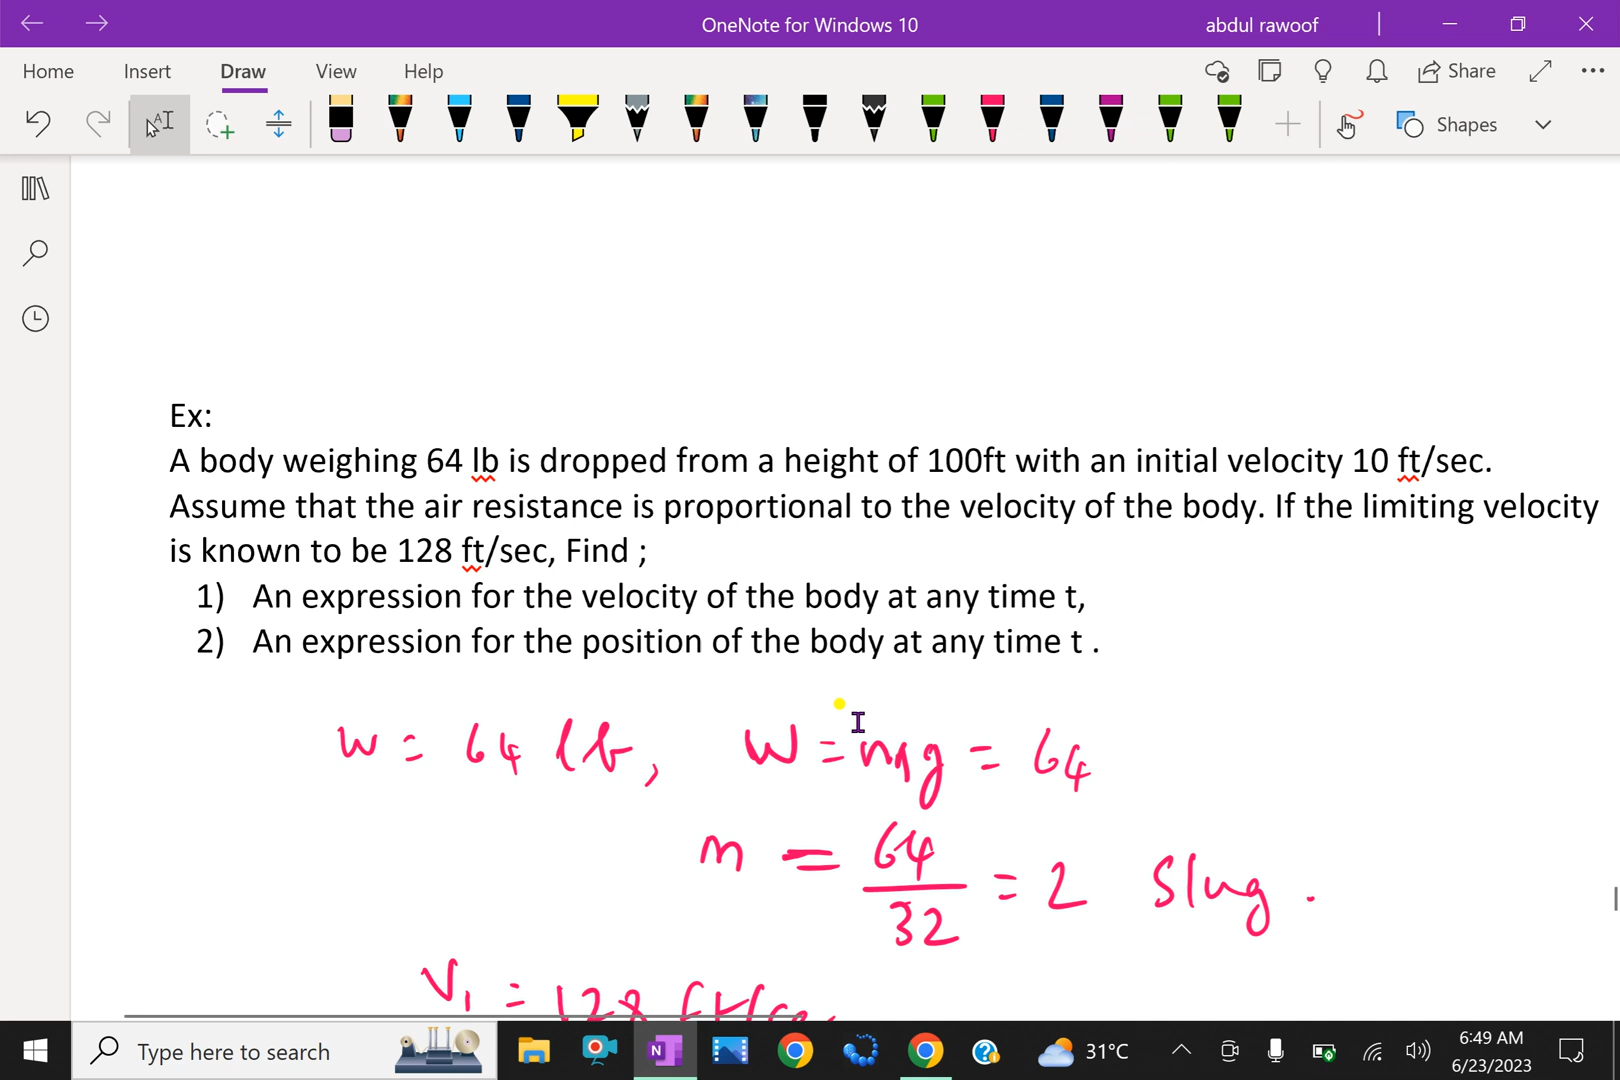 OneNote for Windows 10
abdul rawoof
Home Insert Draw View Help
Share
Shapes
Ex:
A body weighing 64 lb is dropped from a height of 100ft with an initial velocity 10 ft/sec.
Assume that the air resistance is proportional to the velocity of the body. If the limiting velocity
is known to be 128 ft/sec, Find ;
1) An expression for the velocity of the body at any time t,
2) An expression for the position of the body at any time t .
W = 64 lb, W = mg = 64
m = 64/32 = 2 Slug.
V₁ = 128 ft/sec.
Type here to search
31°C
6:49 AM
6/23/2023